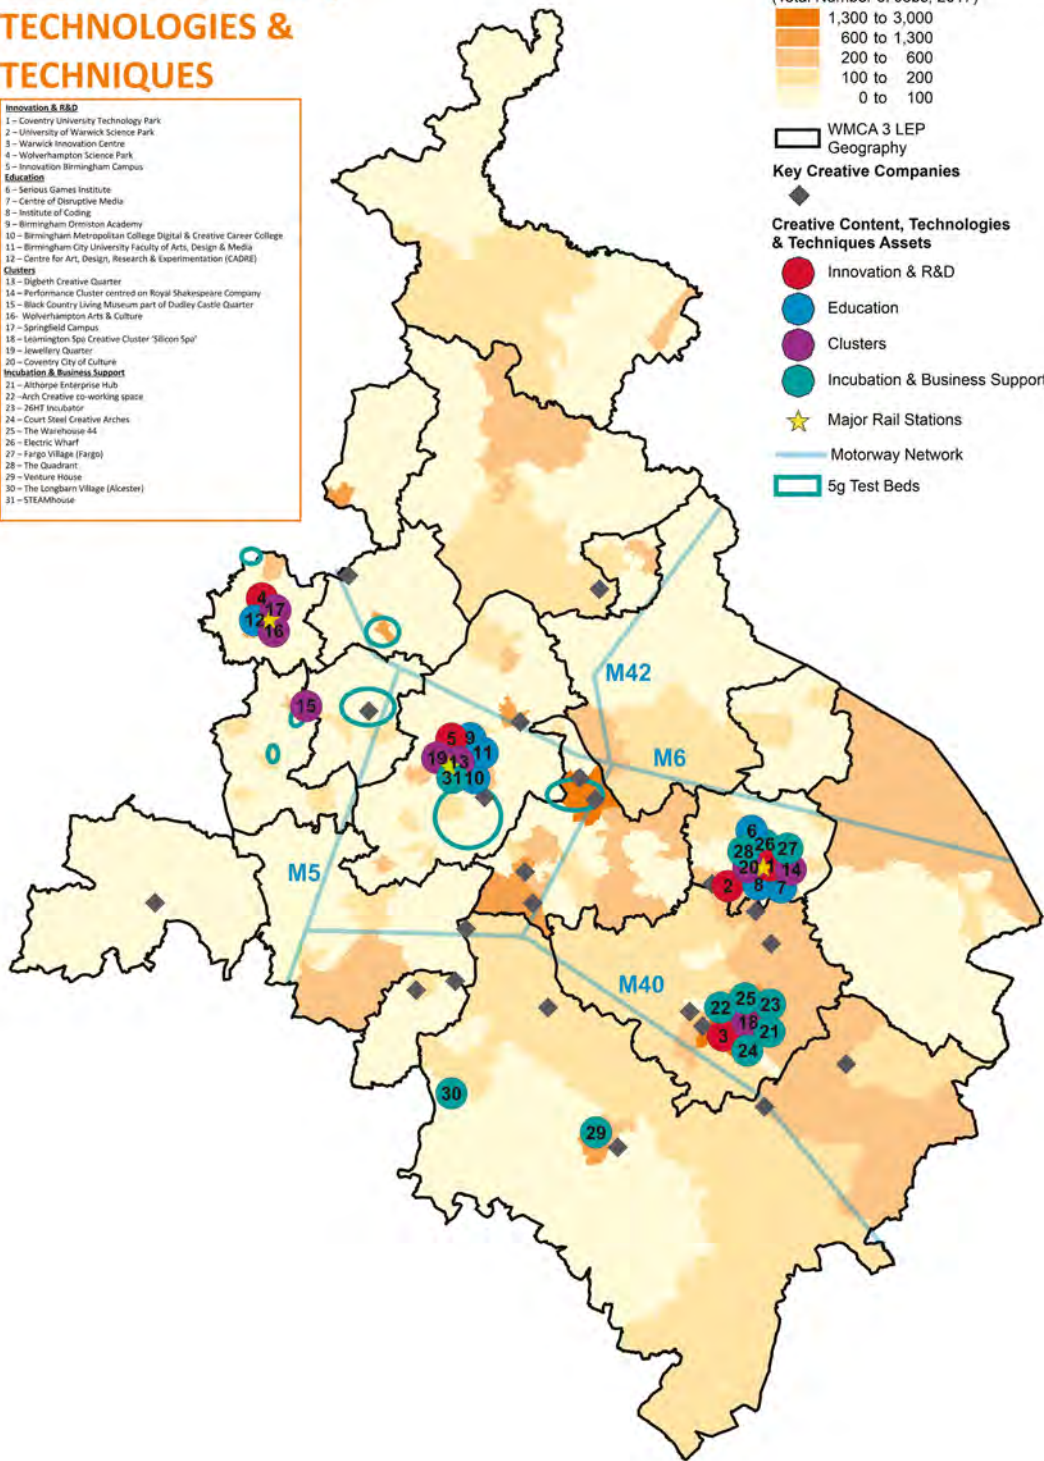 TECHNOLOGIES &
TECHNIQUES
Innovation & R&D
1 – Coventry University Technology Park
2 – University of Warwick Science Park
3 – Warwick Innovation Centre
4 – Wolverhampton Science Park
5 – Innovation Birmingham Campus
Education
6 – Serious Games Institute
7 – Centre of Disruptive Media
8 – Institute of Coding
9 – Birmingham Ormiston Academy
10 – Birmingham Metropolitan College Digital & Creative Career College
11 – Birmingham City University Faculty of Arts, Design & Media
12 – Centre for Art, Design, Research & Experimentation (CADRE)
Clusters
13 – Digbeth Creative Quarter
14 – Performance Cluster centred on Royal Shakespeare Company
15 – Black Country Living Museum part of Dudley Castle Quarter
16- Wolverhampton Arts & Culture
17 – Springfield Campus
18 – Leamington Spa Creative Cluster 'Silicon Spa'
19 – Jewellery Quarter
20 – Coventry City of Culture
Incubation & Business Support
21 – Althorpe Enterprise Hub
22 –Arch Creative co-working space
23 – 26HT Incubator
24 – Court Steel Creative Arches
25 – The Warehouse 44
26 – Electric Wharf
27 – Fargo Village (Fargo)
28 – The Quadrant
29 – Venture House
30 – The Longbarn Village (Alcester)
31 – STEAMhouse
(Total Number of Jobs, 2017)
1,300 to 3,000
600 to 1,300
200 to 600
100 to 200
0 to 100
WMCA 3 LEP
Geography
Key Creative Companies
Creative Content, Technologies
& Techniques Assets
Innovation & R&D
Education
Clusters
Incubation & Business Support
Major Rail Stations
Motorway Network
5g Test Beds
4
17
12
16
M42
15
5
9
11
19
13
31
10
M6
6
26
27
28
20
1
14
2
8
7
M5
M40
25
22
23
18
21
3
24
30
29